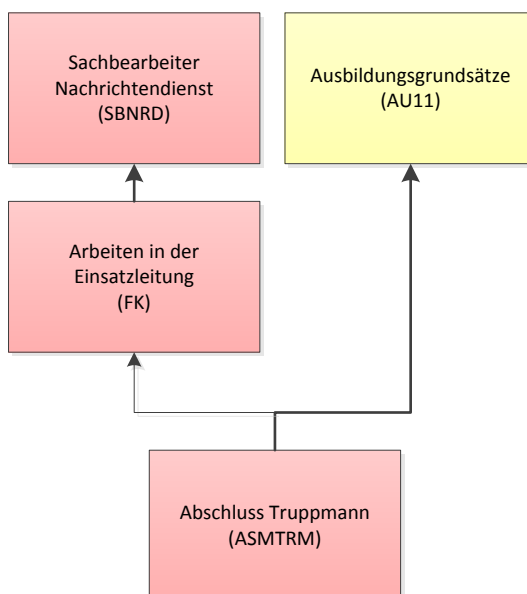 Sachbearbeiter
Nachrichtendienst
(SBNRD)
Ausbildungsgrundsätze
(AU11)
Arbeiten in der
Einsatzleitung
(FK)
Abschluss Truppmann
(ASMTRM)